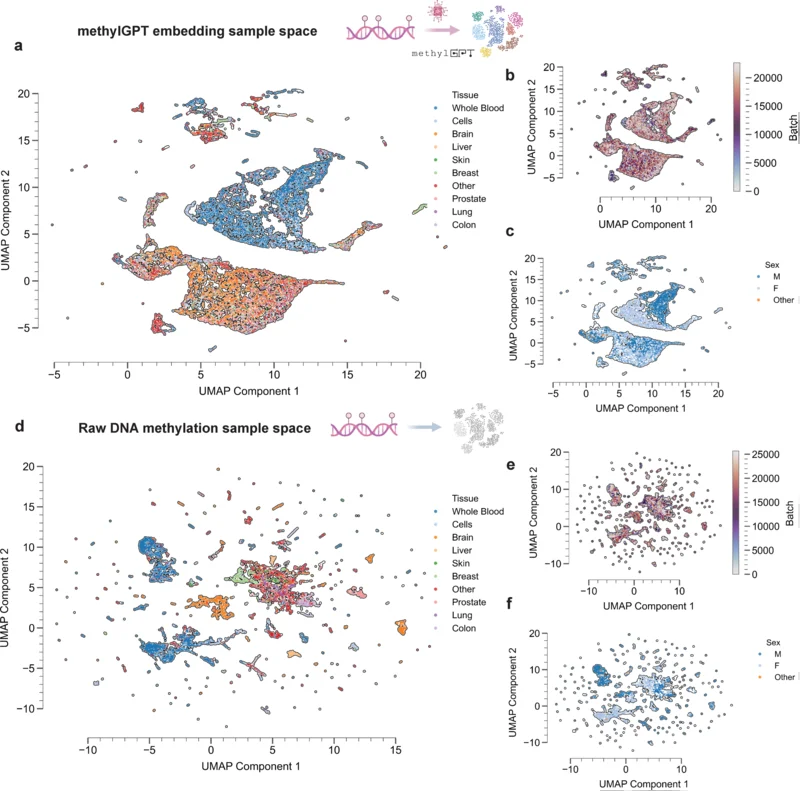 methylGPT embedding sample space
methylGPT
a
UMAP Component 2
20
15
10
5
0
−5
−5 0 5 10 15 20
UMAP Component 1
Tissue
Whole Blood
Cells
Brain
Liver
Skin
Breast
Other
Prostate
Lung
Colon
b
UMAP Component 2
20
15
10
5
0
−5
0 10 20
UMAP Component 1
20000
15000
10000
5000
0
Batch
c
UMAP Component 2
20
15
10
5
0
−5
−5 0 5 10 15 20
UMAP Component 1
Sex
M
F
Other
d
Raw DNA methylation sample space
UMAP Component 2
20
15
10
5
0
−5
−10
−10 −5 0 5 10 15
UMAP Component 1
Tissue
Whole Blood
Cells
Brain
Liver
Skin
Breast
Other
Prostate
Lung
Colon
e
UMAP Component 2
20
10
0
−10
−10 0 10
UMAP Component 1
25000
20000
15000
10000
5000
0
Batch
f
UMAP Component 2
20
10
0
−10
−10 0 10
UMAP Component 1
Sex
M
F
Other